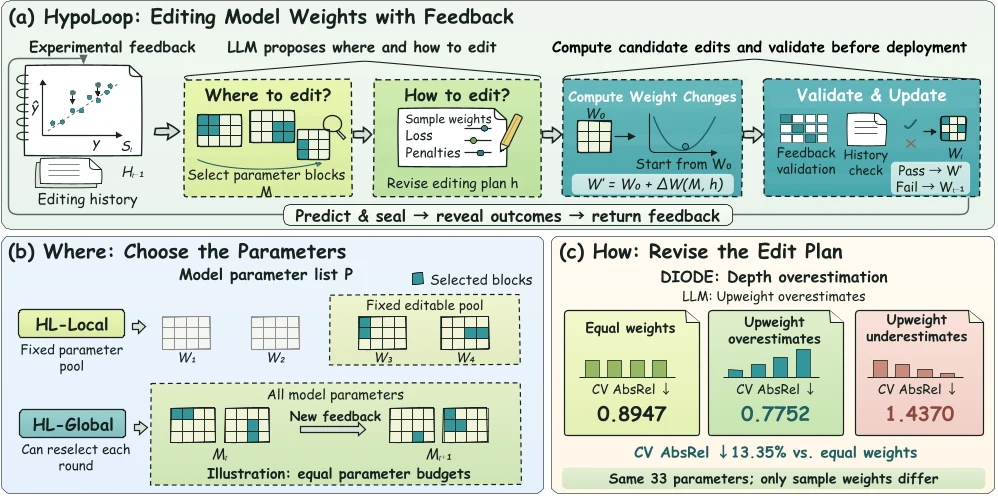 (a) HypoLoop: Editing Model Weights with Feedback
Experimental feedback
LLM proposes where and how to edit
Compute candidate edits and validate before deployment
ŷ
y
Sₜ
Hₜ₋₁
Editing history
Where to edit?
Select parameter blocks
M
How to edit?
Sample weights
Loss
Penalties
Revise editing plan h
Compute Weight Changes
W₀
Start from W₀
W' = W₀ + ΔW(M, h)
Validate & Update
Feedback
validation
History
check
Wₜ
Pass → W'
Fail → Wₜ₋₁
Predict & seal → reveal outcomes → return feedback
(b) Where: Choose the Parameters
Model parameter list P
Selected blocks
HL-Local
Fixed parameter
pool
W₁
W₂
Fixed editable pool
W₃
W₄
HL-Global
Can reselect each
round
All model parameters
New feedback
Mₜ
Mₜ₊₁
Illustration: equal parameter budgets
(c) How: Revise the Edit Plan
DIODE: Depth overestimation
LLM: Upweight overestimates
Equal weights
CV AbsRel ↓
0.8947
Upweight
overestimates
CV AbsRel ↓
0.7752
Upweight
underestimates
CV AbsRel ↓
1.4370
CV AbsRel ↓13.35% vs. equal weights
Same 33 parameters; only sample weights differ